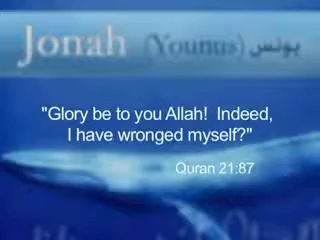 Jonah (Younus) يونس
"Glory be to you Allah!  Indeed,
I have wronged myself?"
Quran 21:87